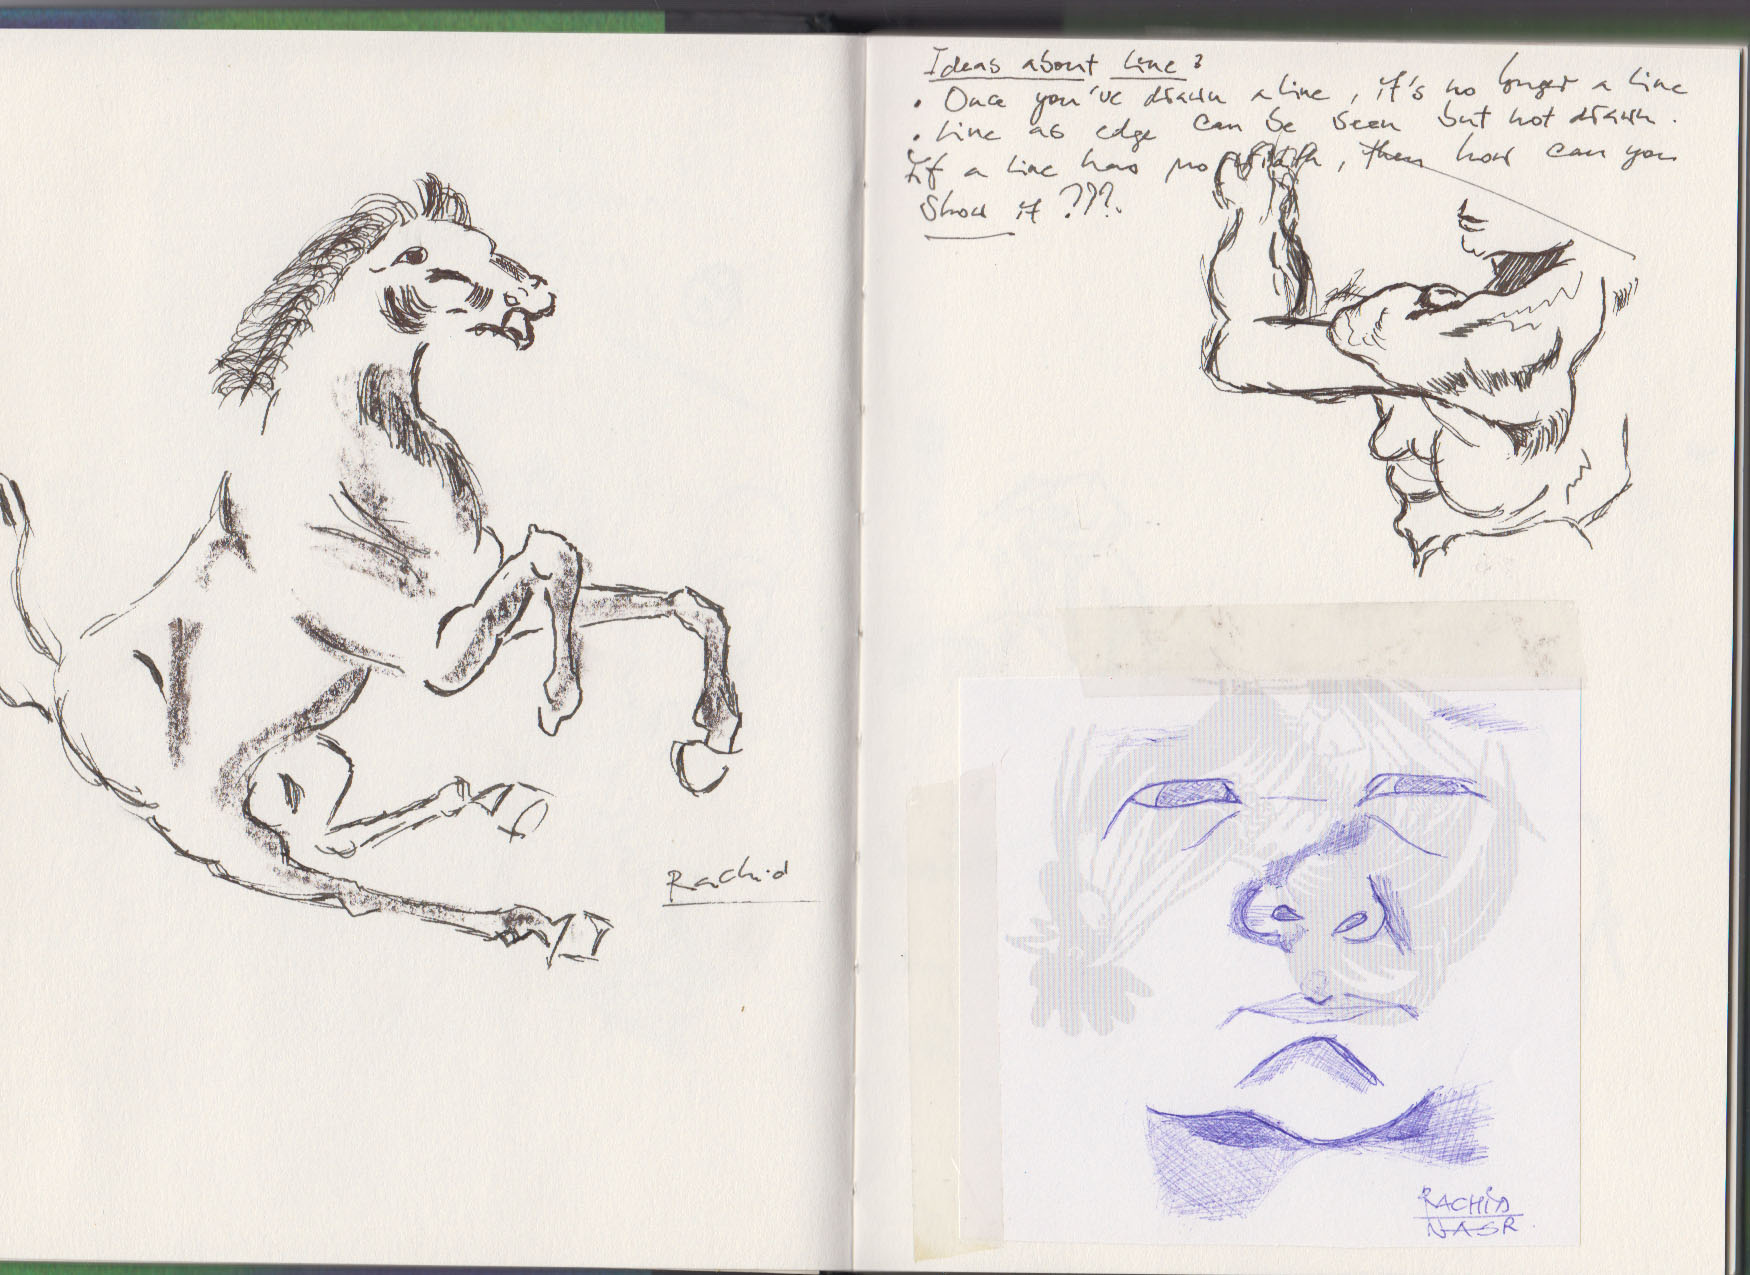 Rachid
Ideas about line?
• Once you've drawn a line, it's no longer a line
• Line as edge can be seen but not drawn.
If a line has no width, then how can you
show it ???.
RACHID
NASR